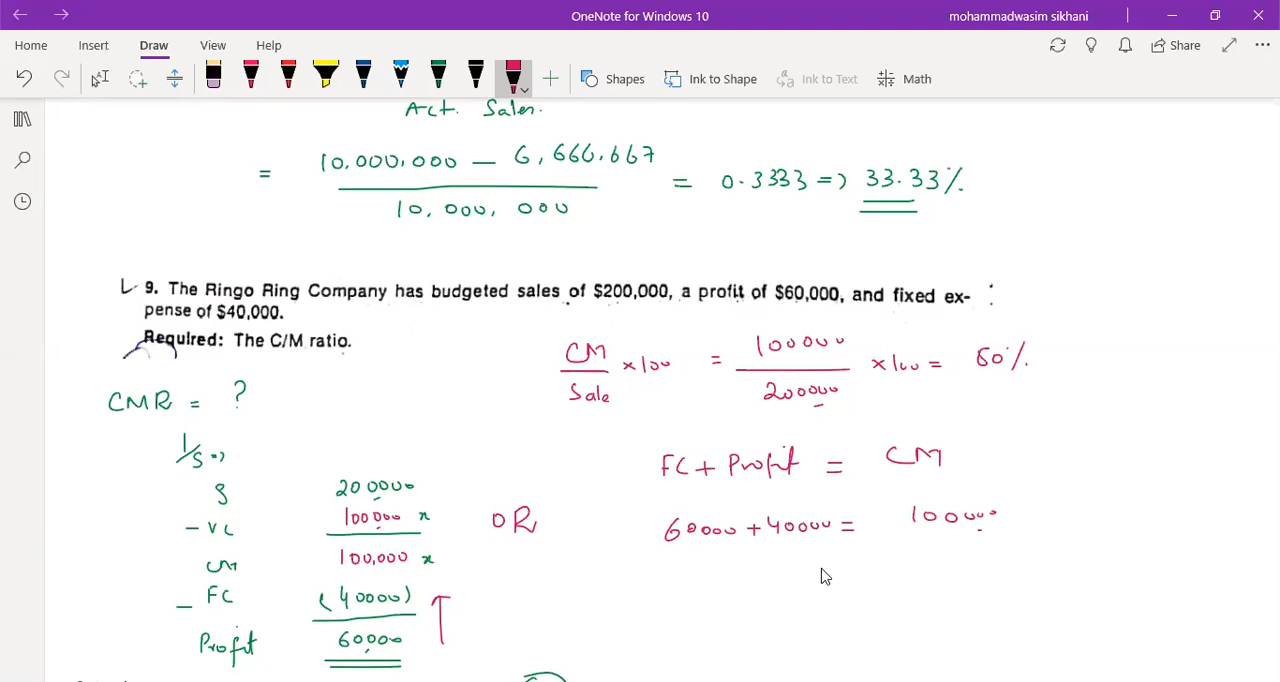 OneNote for Windows 10
mohammadwasim sikhani
Home Insert Draw View Help
Share
Shapes Ink to Shape Ink to Text Math
Act. Sales.
= 10,000,000 — 6,666,667 / 10,000,000 = 0.3333 => 33.33%
9. The Ringo Ring Company has budgeted sales of $200,000, a profit of $60,000, and fixed ex-
pense of $40,000.
Required: The C/M ratio.
CM / Sale ×100 = 100000 / 200000 ×100 = 50%
CMR = ?
I/S =>
FC + Profit = CM
S 200000
- VC 100000 x
OR
60000 + 40000 = 100000
CM 100,000 x
- FC (40000)
Profit 60000